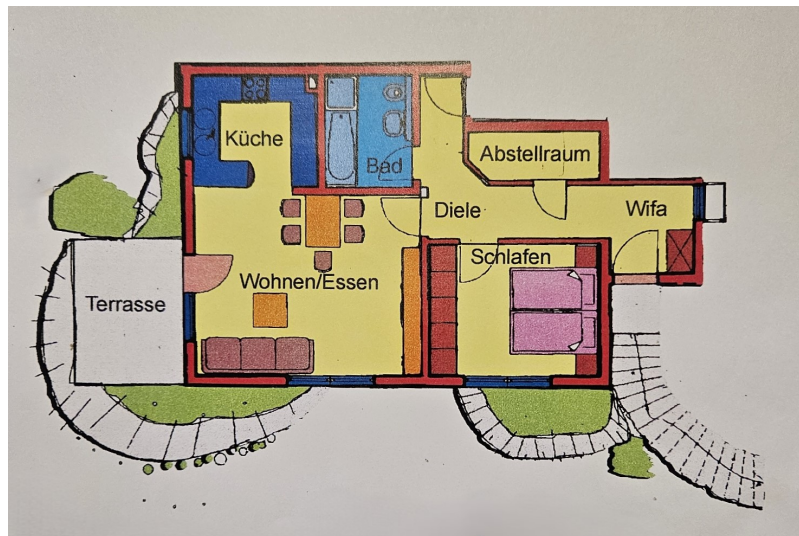 Küche
Bad
Abstellraum
Diele
Wifa
Schlafen
Wohnen/Essen
Terrasse